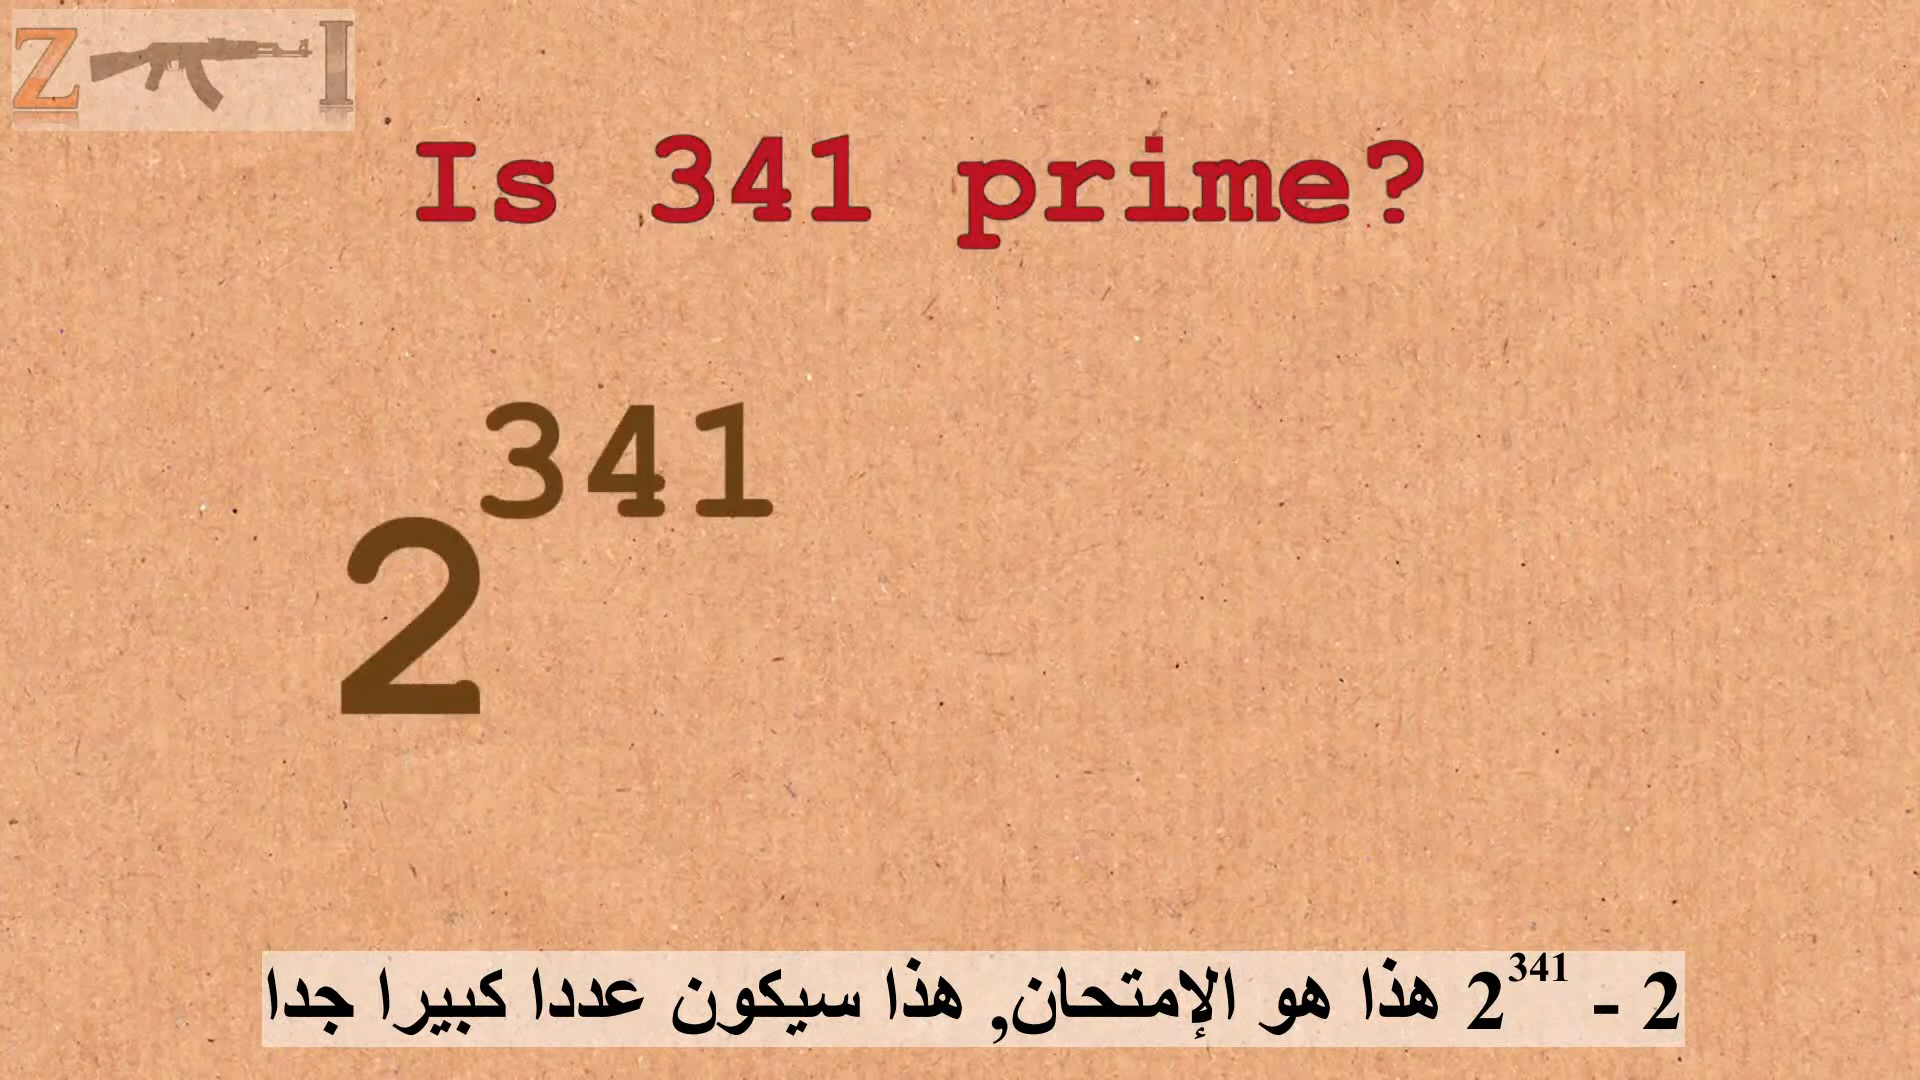 Z I
Is 341 prime?
2³⁴¹
2 - 2³⁴¹ هذا هو الإمتحان, هذا سيكون عددا كبيرا جدا